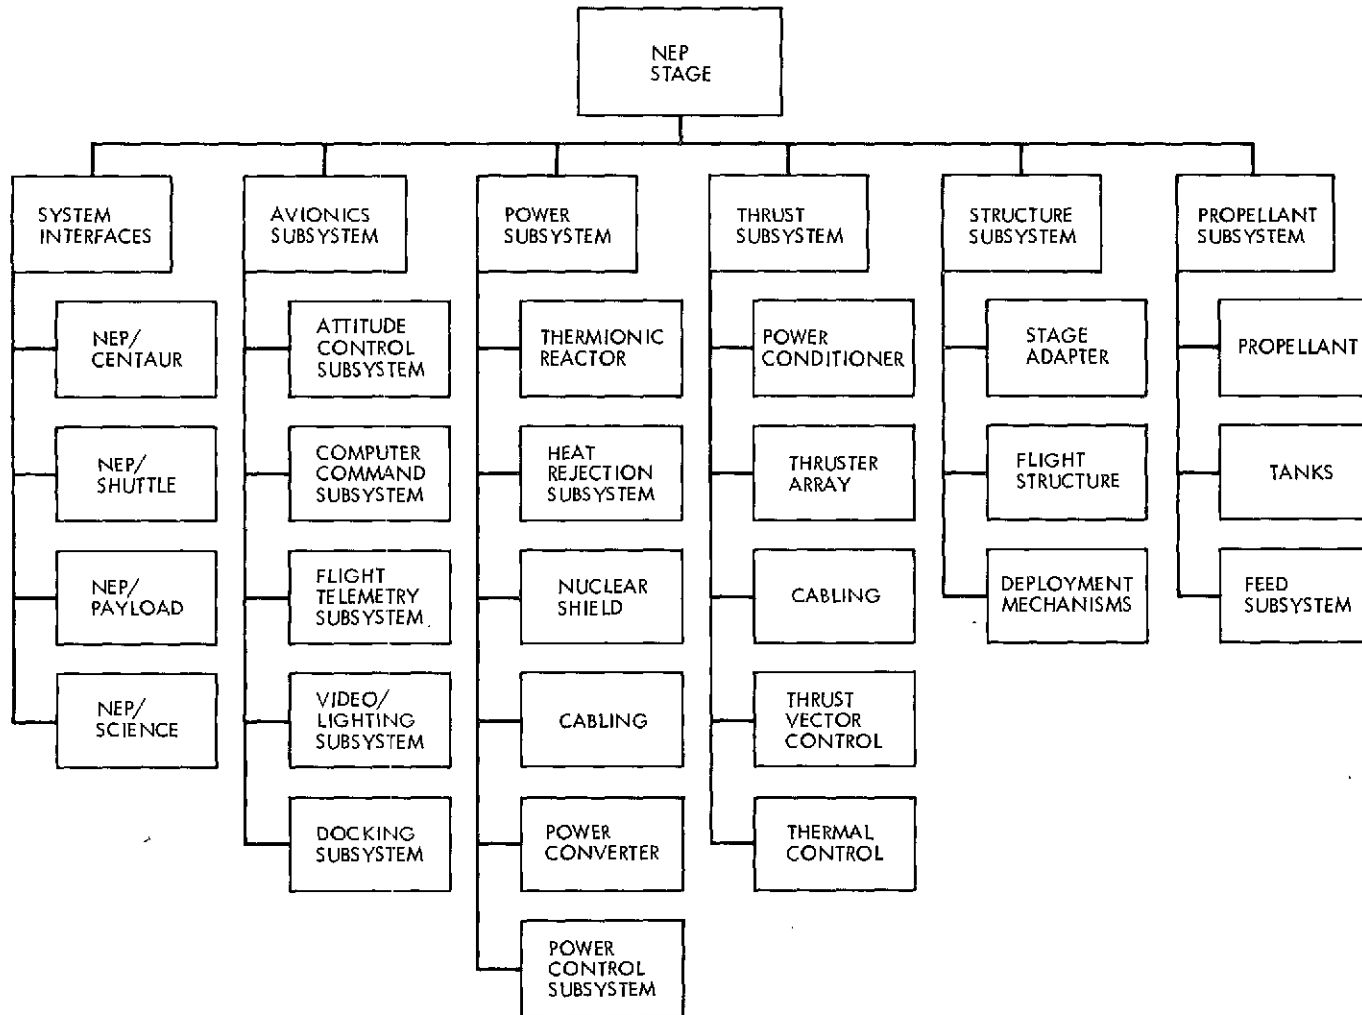 NEP
STAGE
SYSTEM
INTERFACES
AVIONICS
SUBSYSTEM
POWER
SUBSYSTEM
THRUST
SUBSYSTEM
STRUCTURE
SUBSYSTEM
PROPELLANT
SUBSYSTEM
NEP/
CENTAUR
ATTITUDE
CONTROL
SUBSYSTEM
THERMIONIC
REACTOR
POWER
CONDITIONER
STAGE
ADAPTER
PROPELLANT
NEP/
SHUTTLE
COMPUTER
COMMAND
SUBSYSTEM
HEAT
REJECTION
SUBSYSTEM
THRUSTER
ARRAY
FLIGHT
STRUCTURE
TANKS
NEP/
PAYLOAD
FLIGHT
TELEMETRY
SUBSYSTEM
NUCLEAR
SHIELD
CABLING
DEPLOYMENT
MECHANISMS
FEED
SUBSYSTEM
NEP/
SCIENCE
VIDEO/
LIGHTING
SUBSYSTEM
CABLING
THRUST
VECTOR
CONTROL
DOCKING
SUBSYSTEM
POWER
CONVERTER
THERMAL
CONTROL
POWER
CONTROL
SUBSYSTEM